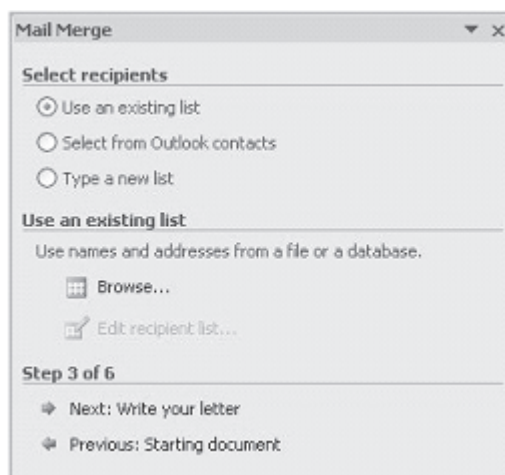 Mail Merge
Select recipients
Use an existing list
Select from Outlook contacts
Type a new list
Use an existing list
Use names and addresses from a file or a database.
Browse...
Edit recipient list...
Step 3 of 6
Next: Write your letter
Previous: Starting document